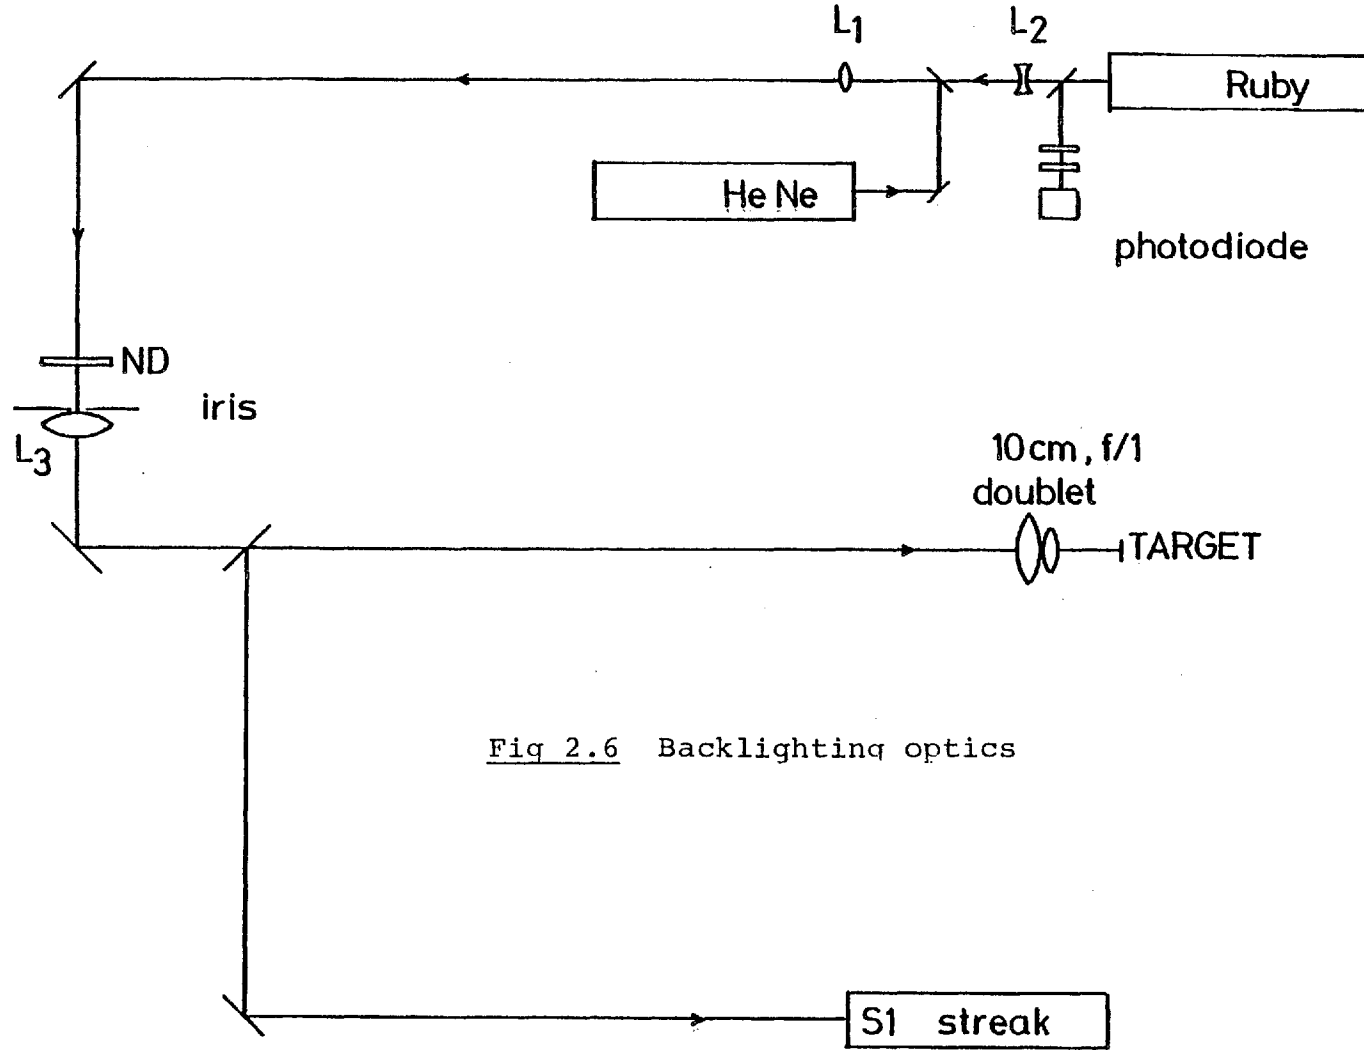 L1
L2
Ruby
He Ne
photodiode
ND
iris
L3
10cm, f/1
doublet
TARGET
Fig 2.6 Backlighting optics
S1 streak